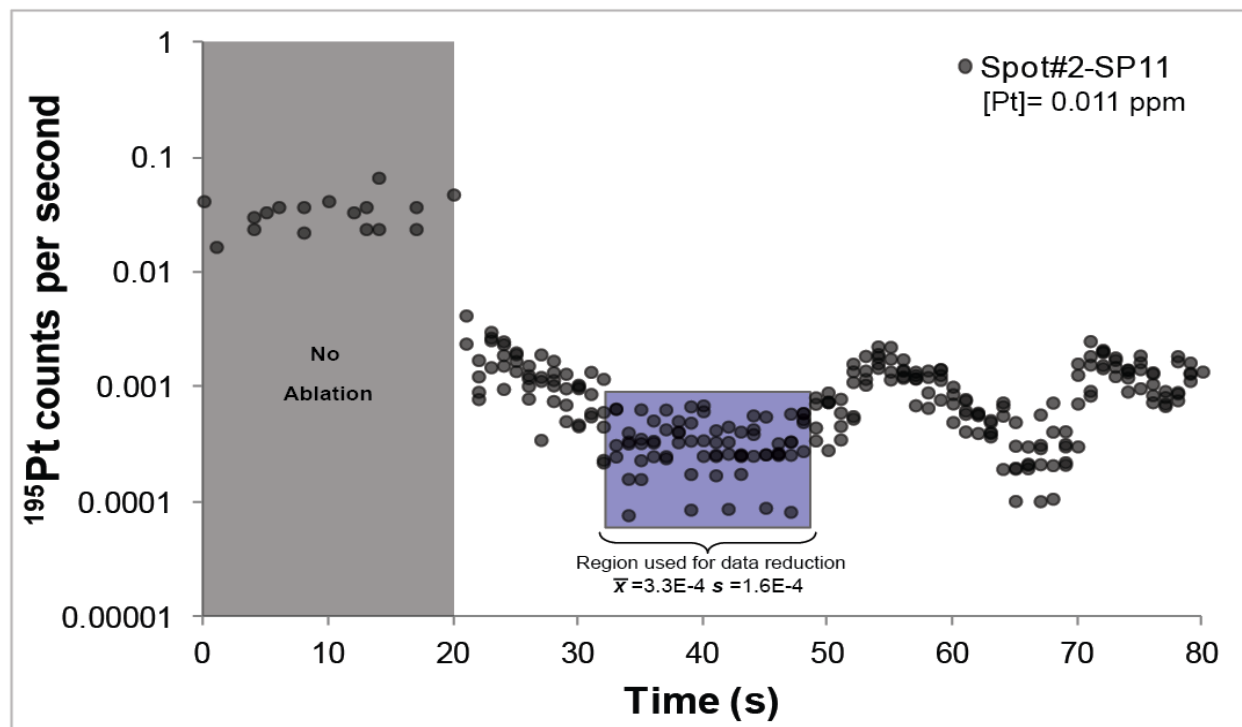 1
0.1
0.01
0.001
0.0001
0.00001
¹⁹⁵Pt counts per second
Spot#2-SP11
[Pt]= 0.011 ppm
No
Ablation
Region used for data reduction
x̅ =3.3E-4 s =1.6E-4
0 10 20 30 40 50 60 70 80
Time (s)